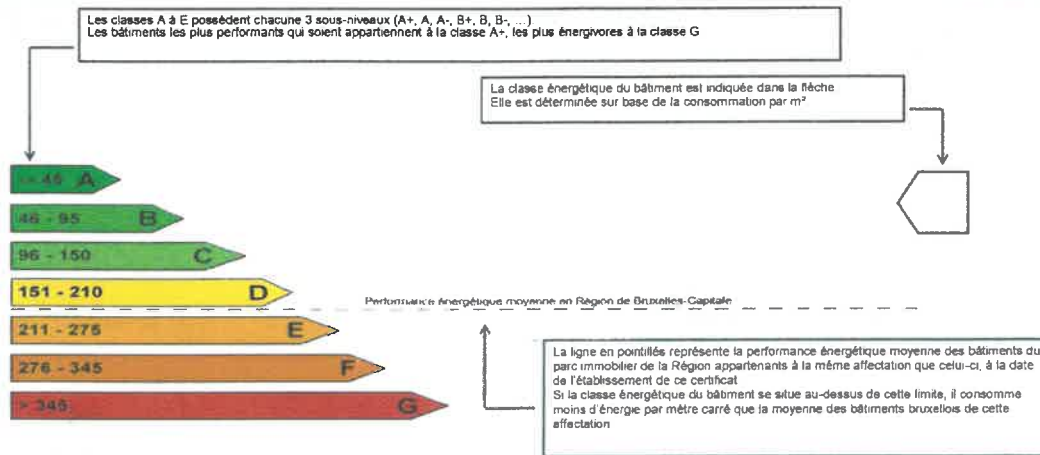 Les classes A à E possèdent chacune 3 sous-niveaux (A+, A, A-, B+, B, B-, ...)
Les bâtiments les plus performants qui soient appartiennent à la classe A+, les plus énergivores à la classe G
La classe énergétique du bâtiment est indiquée dans la flèche
Elle est déterminée sur base de la consommation par m²
<= 45 A
46 - 95 B
96 - 150 C
151 - 210 D
Performance énergétique moyenne en Région de Bruxelles-Capitale
211 - 275 E
276 - 345 F
> 345 G
La ligne en pointillés représente la performance énergétique moyenne des bâtiments du
parc immobilier de la Région appartenants à la même affectation que celui-ci, à la date
de l'établissement de ce certificat
Si la classe énergétique du bâtiment se situe au-dessus de cette limite, il consomme
moins d'énergie par mètre carré que la moyenne des bâtiments bruxellois de cette
affectation